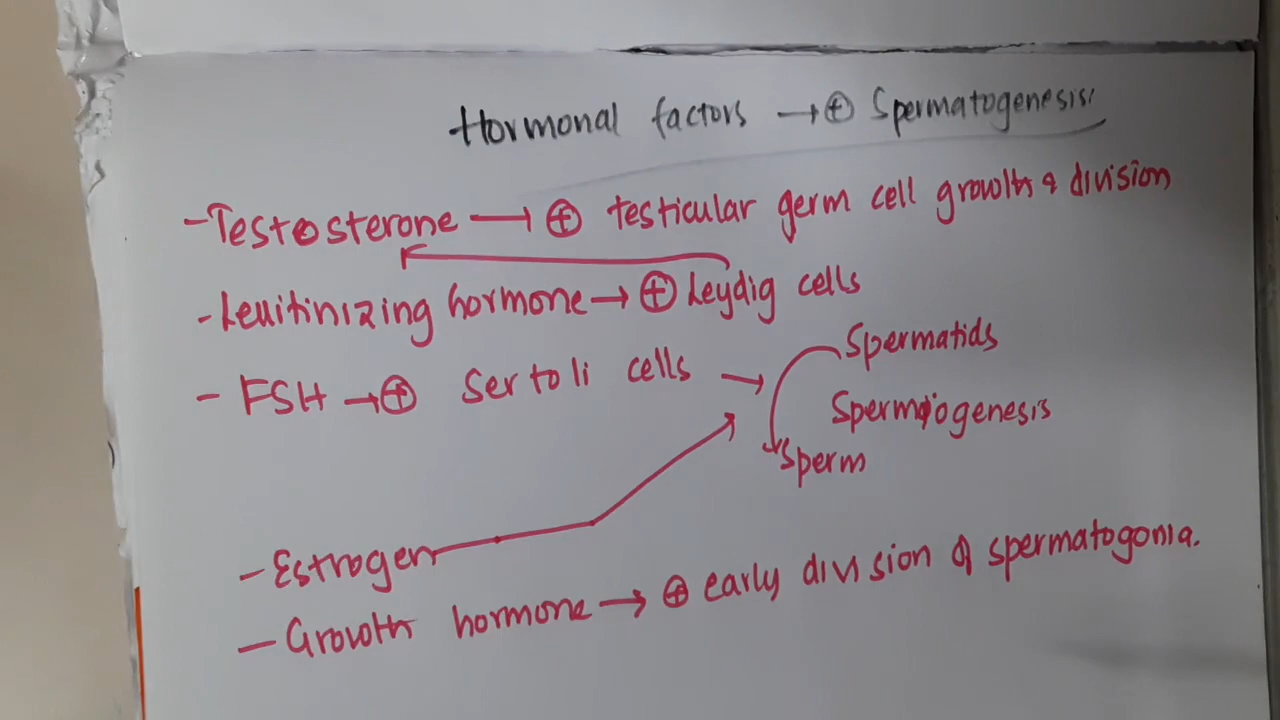 Hormonal factors → ⊕ Spermatogenesis
- Testosterone → ⊕ testicular germ cell growth & division
- Leuitinizing hormone → ⊕ Leydig cells
- FSH → ⊕ Sertoli cells → Spermatids
Spermiogenesis
Sperm
- Estrogen
- Growth hormone → ⊕ early division of spermatogonia.